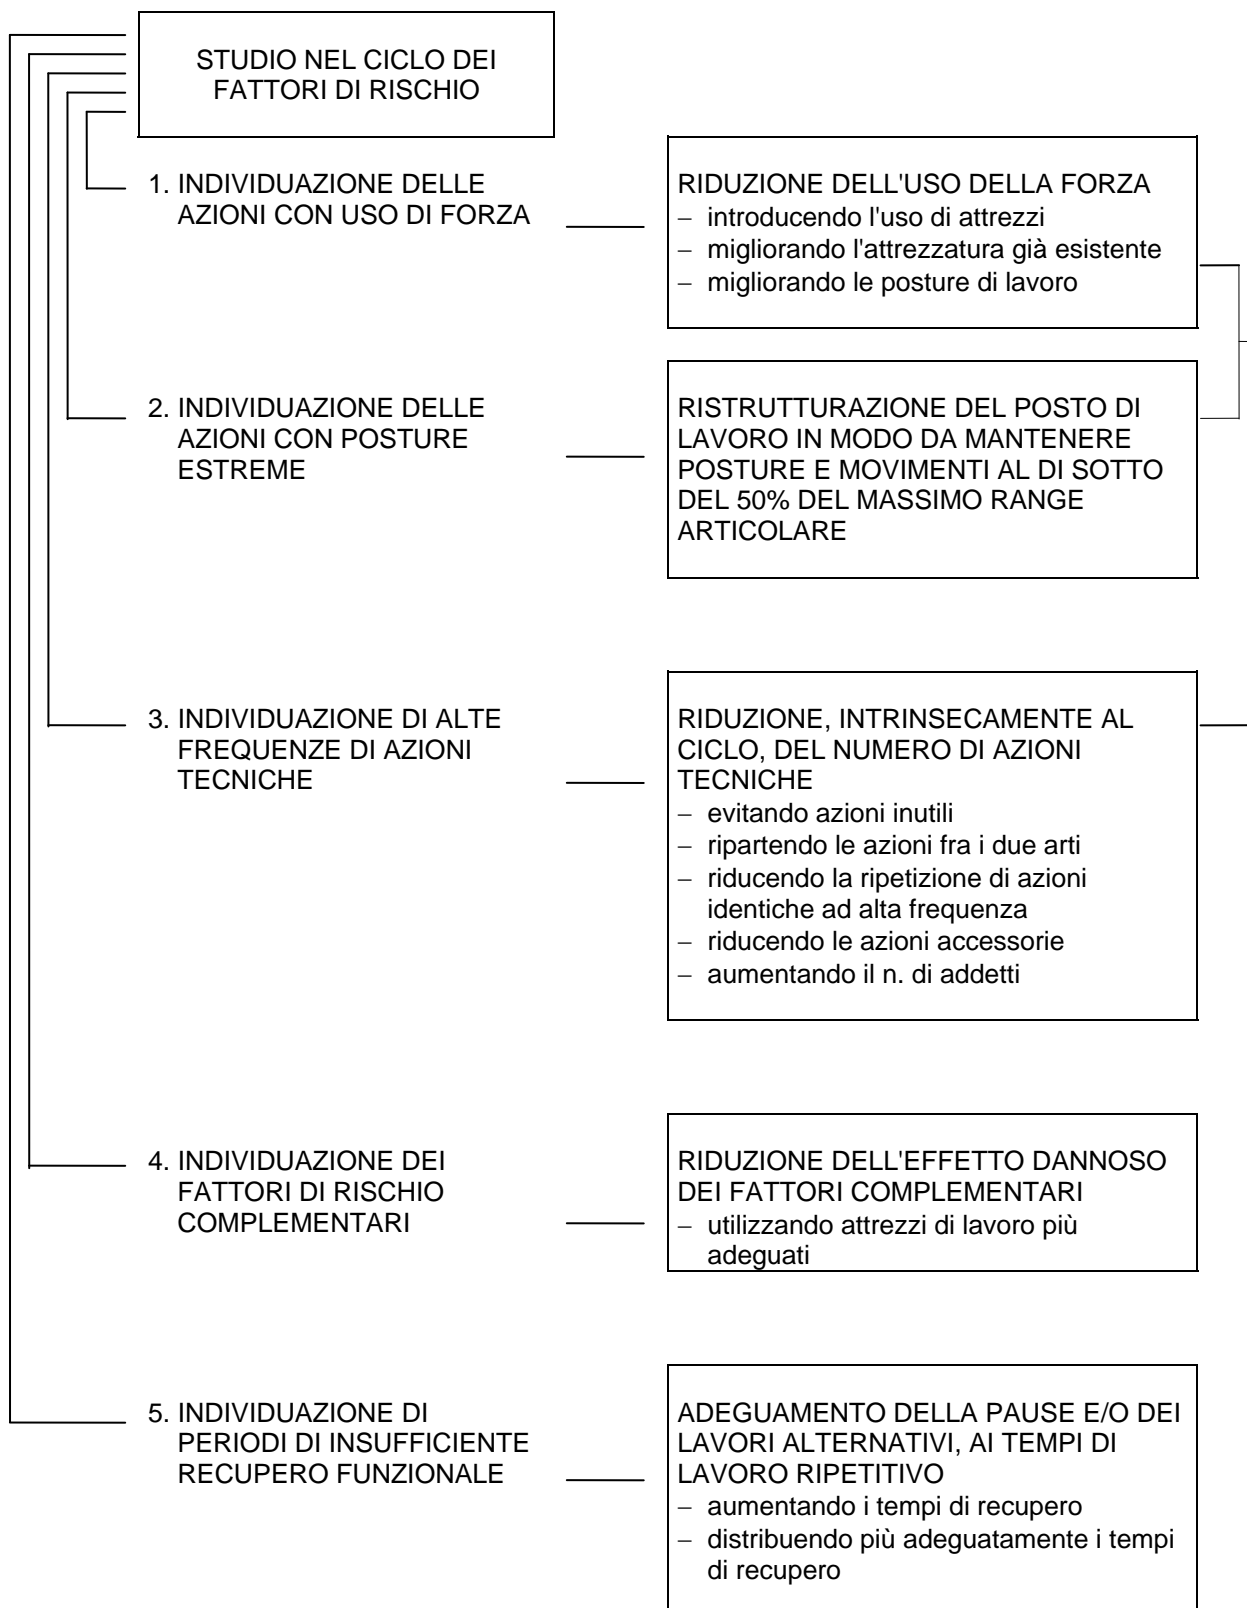 STUDIO NEL CICLO DEI
FATTORI DI RISCHIO
1. INDIVIDUAZIONE DELLE
AZIONI CON USO DI FORZA
RIDUZIONE DELL'USO DELLA FORZA
– introducendo l'uso di attrezzi
– migliorando l'attrezzatura già esistente
– migliorando le posture di lavoro
2. INDIVIDUAZIONE DELLE
AZIONI CON POSTURE
ESTREME
RISTRUTTURAZIONE DEL POSTO DI
LAVORO IN MODO DA MANTENERE
POSTURE E MOVIMENTI AL DI SOTTO
DEL 50% DEL MASSIMO RANGE
ARTICOLARE
3. INDIVIDUAZIONE DI ALTE
FREQUENZE DI AZIONI
TECNICHE
RIDUZIONE, INTRINSECAMENTE AL
CICLO, DEL NUMERO DI AZIONI
TECNICHE
– evitando azioni inutili
– ripartendo le azioni fra i due arti
– riducendo la ripetizione di azioni
identiche ad alta frequenza
– riducendo le azioni accessorie
– aumentando il n. di addetti
4. INDIVIDUAZIONE DEI
FATTORI DI RISCHIO
COMPLEMENTARI
RIDUZIONE DELL'EFFETTO DANNOSO
DEI FATTORI COMPLEMENTARI
– utilizzando attrezzi di lavoro più
adeguati
5. INDIVIDUAZIONE DI
PERIODI DI INSUFFICIENTE
RECUPERO FUNZIONALE
ADEGUAMENTO DELLA PAUSE E/O DEI
LAVORI ALTERNATIVI, AI TEMPI DI
LAVORO RIPETITIVO
– aumentando i tempi di recupero
– distribuendo più adeguatamente i tempi
di recupero